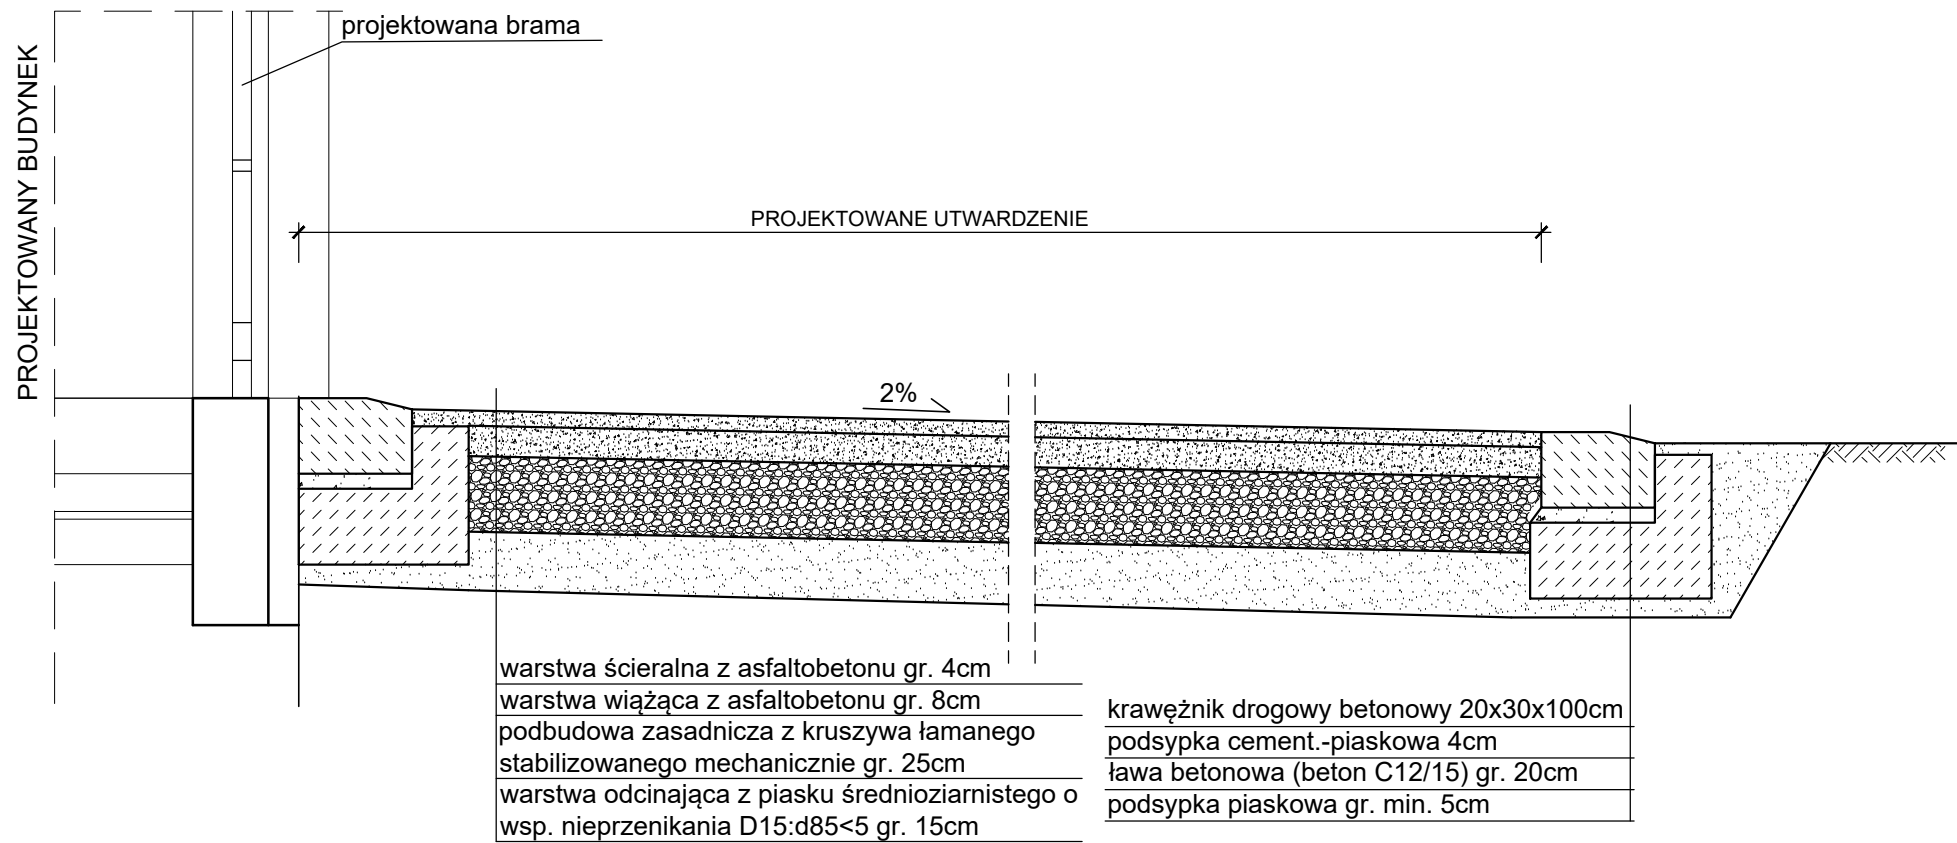 projektowana brama
PROJEKTOWANY BUDYNEK
PROJEKTOWANE UTWARDZENIE
2%
warstwa ścieralna z asfaltobetonu gr. 4cm
warstwa wiążąca z asfaltobetonu gr. 8cm
podbudowa zasadnicza z kruszywa łamanego
stabilizowanego mechanicznie gr. 25cm
warstwa odcinająca z piasku średnioziarnistego o
wsp. nieprzenikania D15:d85<5 gr. 15cm
krawężnik drogowy betonowy 20x30x100cm
podsypka cement.-piaskowa 4cm
ława betonowa (beton C12/15) gr. 20cm
podsypka piaskowa gr. min. 5cm